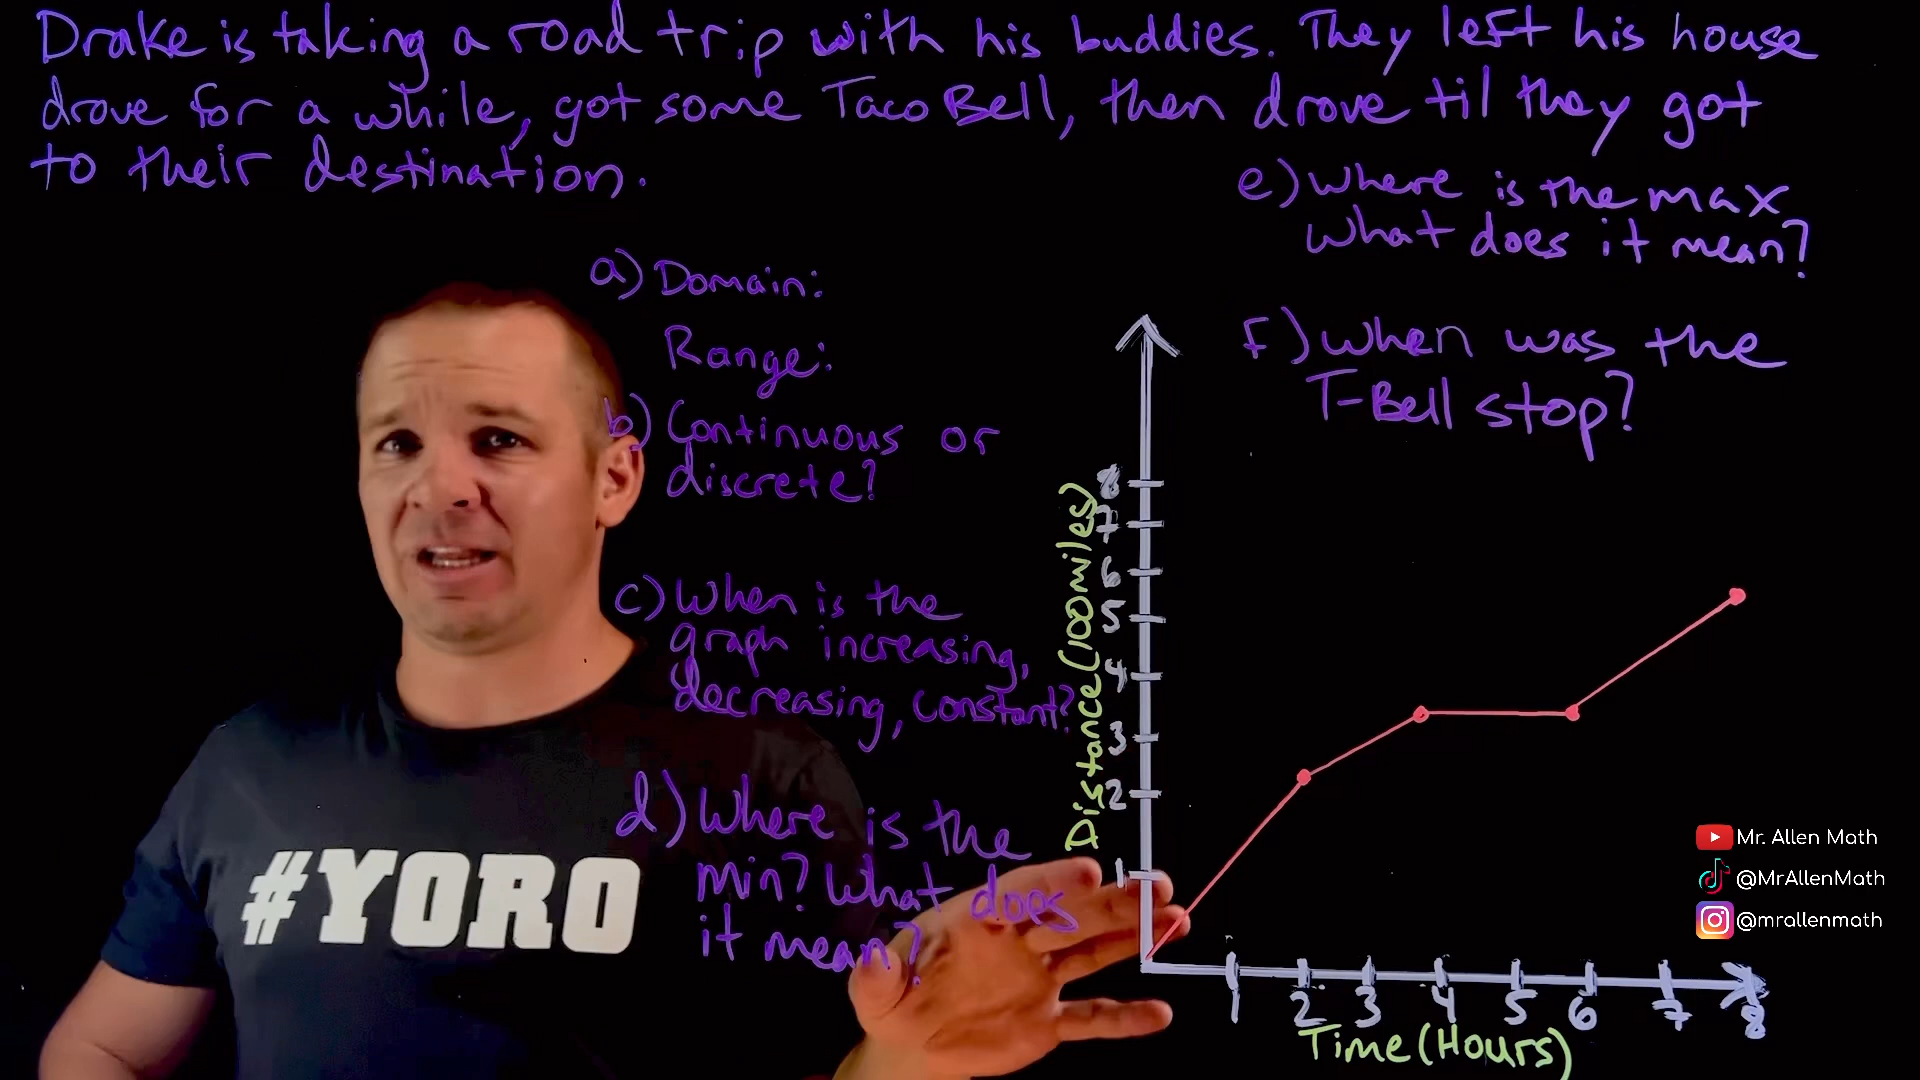 Drake is taking a road trip with his buddies. They left his house
drove for a while, got some Taco Bell, then drove til they got
to their destination.
a) Domain:
Range:
b) Continuous or
discrete?
c) When is the
graph increasing,
decreasing, constant?
d) Where is the
min? What does
it mean?
e) Where is the max
What does it mean?
f) When was the
T-Bell stop?
Distance (100miles)
8
7
6
5
4
3
2
1
1 2 3 4 5 6 7 8
Time (Hours)
#YORO
Mr. Allen Math
@MrAllenMath
@mrallenmath